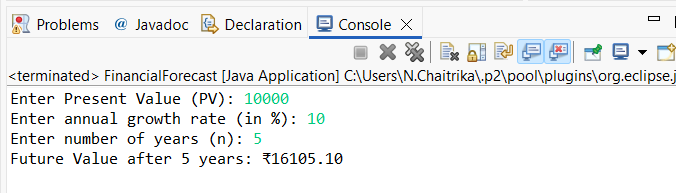 Problems @ Javadoc Declaration Console
<terminated> FinancialForecast [Java Application] C:\Users\N.Chaitrika\.p2\pool\plugins\org.eclipse.j
Enter Present Value (PV): 10000
Enter annual growth rate (in %): 10
Enter number of years (n): 5
Future Value after 5 years: ₹16105.10